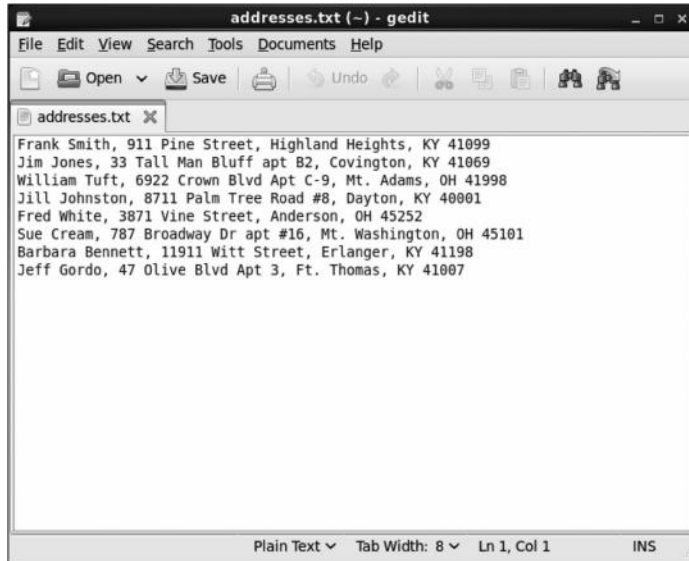 addresses.txt (~) - gedit
File Edit View Search Tools Documents Help
Open Save Undo
addresses.txt
Frank Smith, 911 Pine Street, Highland Heights, KY 41099
Jim Jones, 33 Tall Man Bluff apt B2, Covington, KY 41069
William Tuft, 6922 Crown Blvd Apt C-9, Mt. Adams, OH 41998
Jill Johnston, 8711 Palm Tree Road #8, Dayton, KY 40001
Fred White, 3871 Vine Street, Anderson, OH 45252
Sue Cream, 787 Broadway Dr apt #16, Mt. Washington, OH 45101
Barbara Bennett, 11911 Witt Street, Erlanger, KY 41198
Jeff Gordo, 47 Olive Blvd Apt 3, Ft. Thomas, KY 41007
Plain Text Tab Width: 8 Ln 1, Col 1 INS